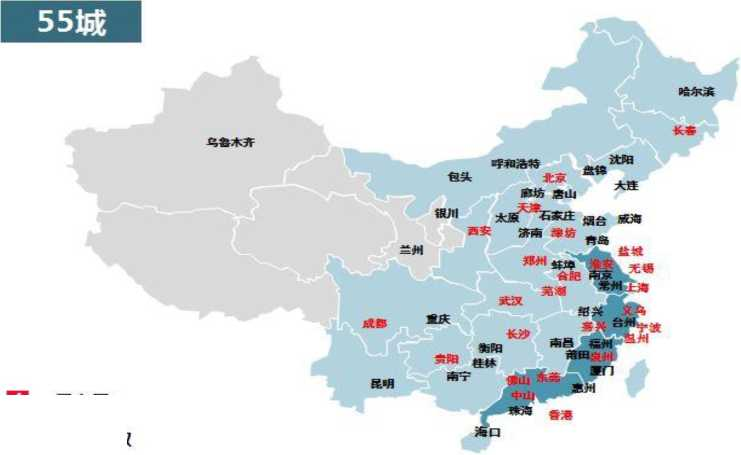 55城
哈尔滨
长春
乌鲁木齐
呼和浩特
沈阳
盘锦
包头
北京
大连
廊坊
唐山
银川
天津
太原
石家庄
烟台
威海
西安
济南
潍坊
青岛
兰州
盐城
郑州
蚌埠
淮安
无锡
合肥
南京
芜湖
常州
上海
武汉
绍兴
义乌
成都
重庆
台州
宁波
长沙
温州
衡阳
南昌
福州
贵阳
莆田
泉州
桂林
厦门
昆明
南宁
佛山
东莞
惠州
中山
珠海
香港
海口